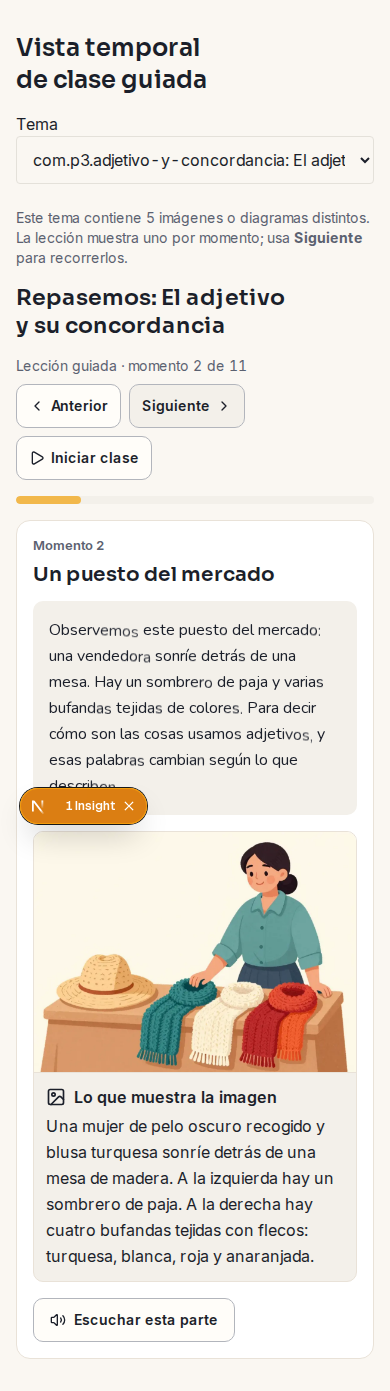 Vista temporal
de clase guiada
Tema
com.p3.adjetivo-y-concordancia: El adjet
Este tema contiene 5 imágenes o diagramas distintos.
La lección muestra uno por momento; usa Siguiente
para recorrerlos.
Repasemos: El adjetivo
y su concordancia
Lección guiada · momento 2 de 11
Anterior
Siguiente
Iniciar clase
Momento 2
Un puesto del mercado
Observemos este puesto del mercado:
una vendedora sonríe detrás de una
mesa. Hay un sombrero de paja y varias
bufandas tejidas de colores. Para decir
cómo son las cosas usamos adjetivos, y
esas palabras cambian según lo que
describen.
1 Insight
Lo que muestra la imagen
Una mujer de pelo oscuro recogido y
blusa turquesa sonríe detrás de una
mesa de madera. A la izquierda hay un
sombrero de paja. A la derecha hay
cuatro bufandas tejidas con flecos:
turquesa, blanca, roja y anaranjada.
Escuchar esta parte